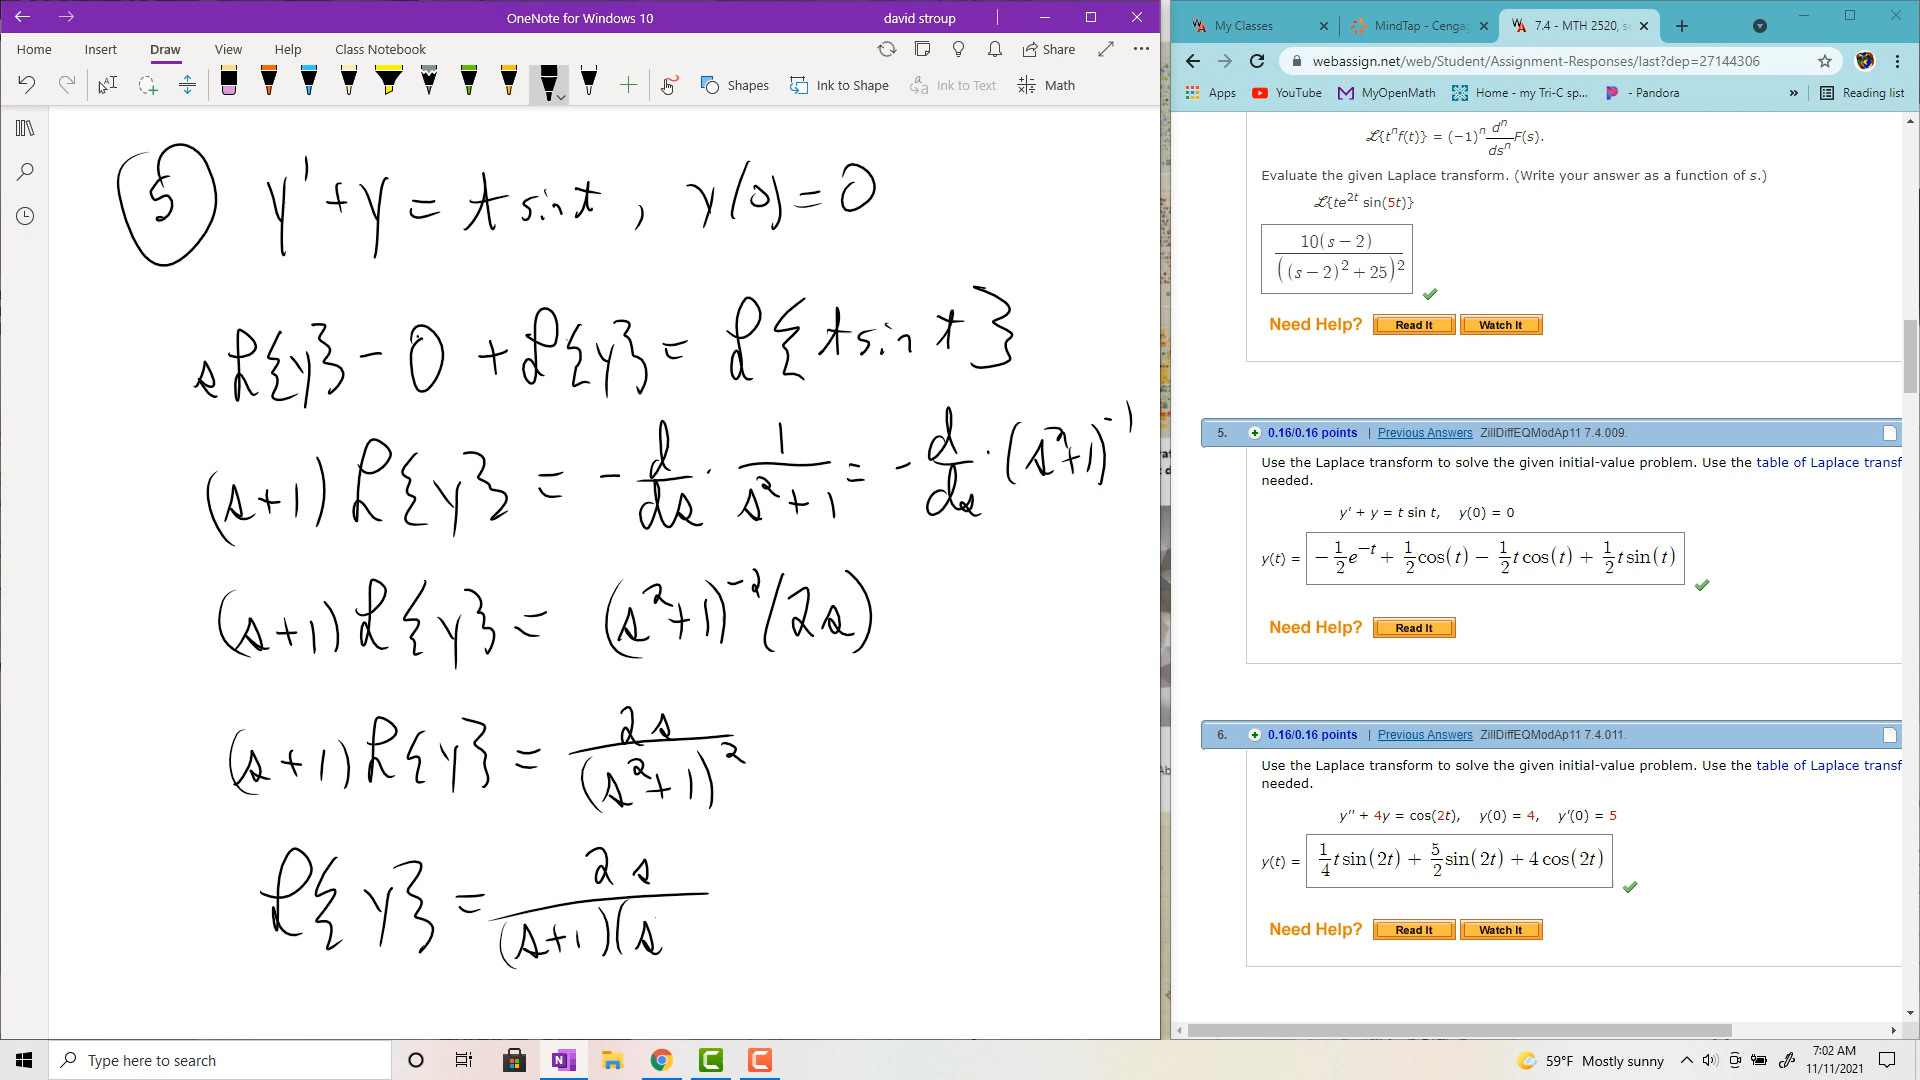 OneNote for Windows 10
david stroup
Home Insert Draw View Help Class Notebook
Share
Shapes Ink to Shape Ink to Text Math
5 y' + y = t sin t, y(0) = 0
sℒ{y} - 0 + ℒ{y} = ℒ{t sin t}
(s+1)ℒ{y} = - d/ds · 1/(s²+1) = - d/ds · (s²+1)⁻¹
(s+1)ℒ{y} = (s²+1)⁻²(2s)
(s+1)ℒ{y} = 2s/(s²+1)²
ℒ{y} = 2s/(s+1)(s
My Classes
MindTap - Cengag
7.4 - MTH 2520, s
webassign.net/web/Student/Assignment-Responses/last?dep=27144306
Apps YouTube MyOpenMath Home - my Tri-C sp... - Pandora » Reading list
ℒ{tⁿf(t)} = (-1)ⁿ dⁿ/dsⁿ F(s).
Evaluate the given Laplace transform. (Write your answer as a function of s.)
ℒ{te²ᵗ sin(5t)}
10(s-2)/((s-2)²+25)²
Need Help? Read It Watch It
5. 0.16/0.16 points | Previous Answers ZillDiffEQModAp11 7.4.009.
Use the Laplace transform to solve the given initial-value problem. Use the table of Laplace transf
needed.
y' + y = t sin t, y(0) = 0
y(t) = -1/2 e⁻ᵗ + 1/2 cos(t) - 1/2 t cos(t) + 1/2 t sin(t)
Need Help? Read It
6. 0.16/0.16 points | Previous Answers ZillDiffEQModAp11 7.4.011.
Use the Laplace transform to solve the given initial-value problem. Use the table of Laplace transf
needed.
y'' + 4y = cos(2t), y(0) = 4, y'(0) = 5
y(t) = 1/4 t sin(2t) + 5/2 sin(2t) + 4 cos(2t)
Need Help? Read It Watch It
Type here to search
59°F Mostly sunny
7:02 AM
11/11/2021